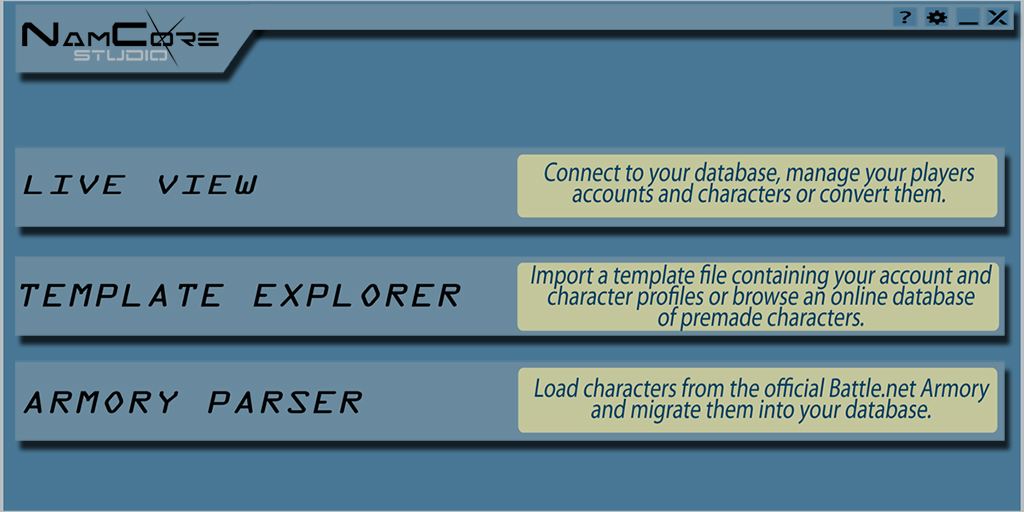 NAMCORE
STUDIO
?
LIVE VIEW
Connect to your database, manage your players
accounts and characters or convert them.
TEMPLATE EXPLORER
Import a template file containing your account and
character profiles or browse an online database
of premade characters.
ARMORY PARSER
Load characters from the official Battle.net Armory
and migrate them into your database.